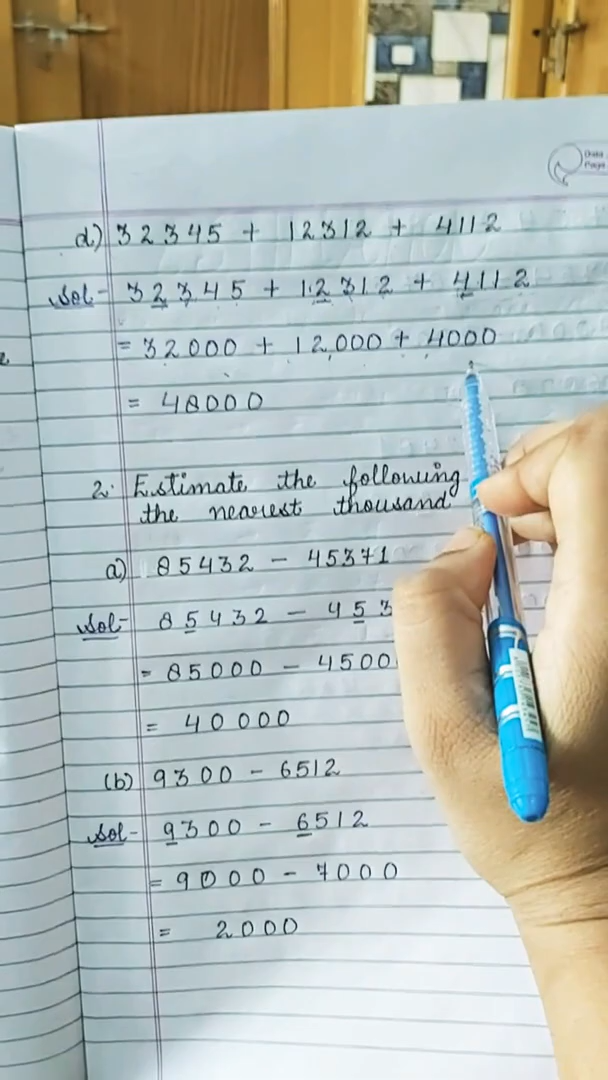 d) 32345 + 12312 + 4112
Sol- 32345 + 12312 + 4112
= 32000 + 12,000 + 4000
= 48000
2. Estimate the following
the nearest thousand
a) 85432 - 45371
Sol- 85432 - 453
= 85000 - 4500
= 40000
(b) 9300 - 6512
Sol- 9300 - 6512
= 9000 - 7000
= 2000